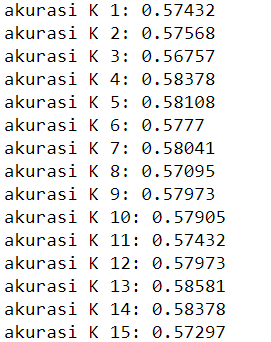 akurasi K 1: 0.57432
akurasi K 2: 0.57568
akurasi K 3: 0.56757
akurasi K 4: 0.58378
akurasi K 5: 0.58108
akurasi K 6: 0.5777
akurasi K 7: 0.58041
akurasi K 8: 0.57095
akurasi K 9: 0.57973
akurasi K 10: 0.57905
akurasi K 11: 0.57432
akurasi K 12: 0.57973
akurasi K 13: 0.58581
akurasi K 14: 0.58378
akurasi K 15: 0.57297